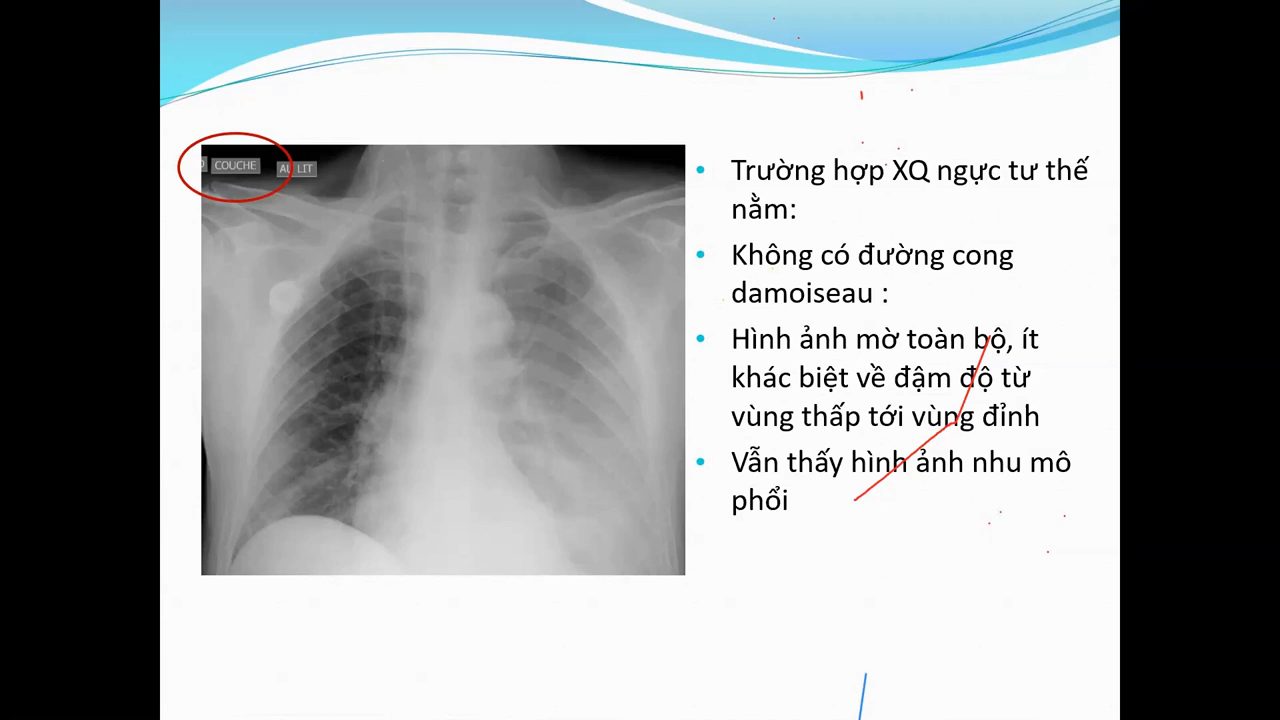 COUCHE
AU LIT
• Trường hợp XQ ngực tư thế
nằm:
• Không có đường cong
damoiseau :
• Hình ảnh mờ toàn bộ, ít
khác biệt về đậm độ từ
vùng thấp tới vùng đỉnh
• Vẫn thấy hình ảnh nhu mô
phổi